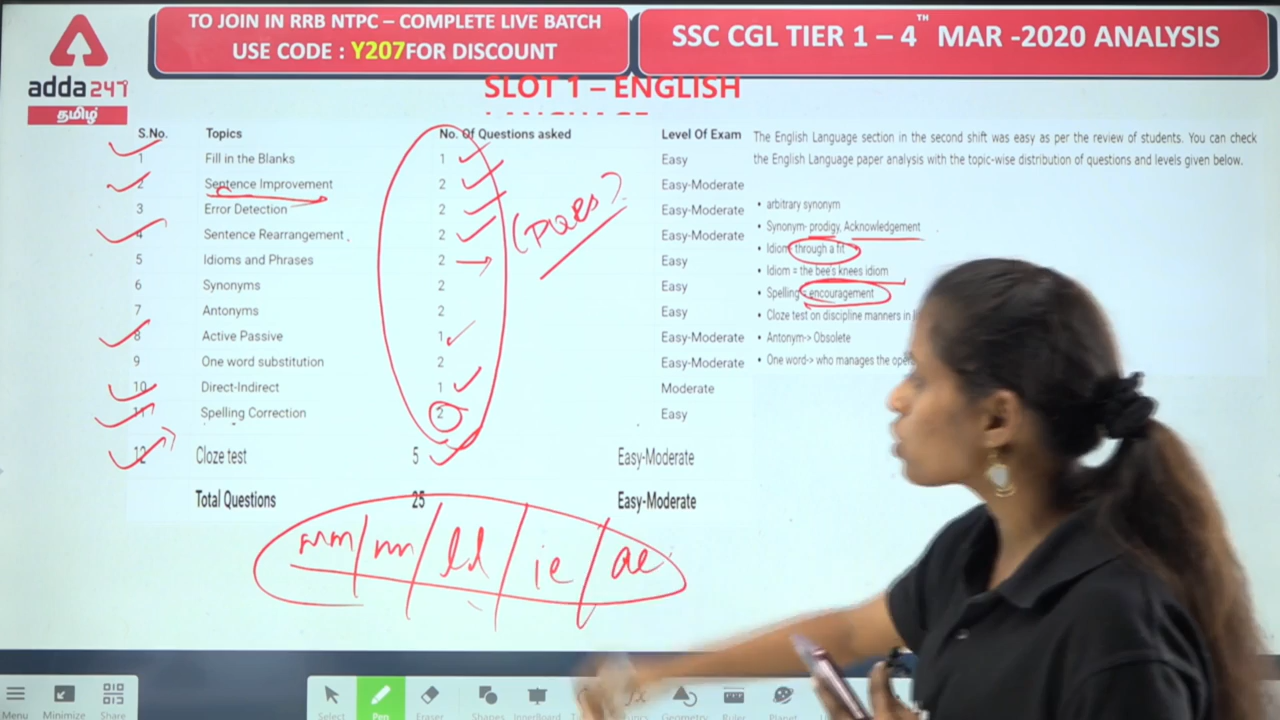 TO JOIN IN RRB NTPC – COMPLETE LIVE BATCH
USE CODE : Y207FOR DISCOUNT
SSC CGL TIER 1 – 4TH MAR -2020 ANALYSIS
adda247
தமிழ்
SLOT 1 – ENGLISH
S.No. Topics No. Of Questions asked Level Of Exam
1 Fill in the Blanks 1 Easy
2 Sentence Improvement 2 Easy-Moderate
3 Error Detection 2 Easy-Moderate
4 Sentence Rearrangement 2 Easy-Moderate
5 Idioms and Phrases 2 Easy
6 Synonyms 2 Easy
7 Antonyms 2 Easy
8 Active Passive 1 Easy-Moderate
9 One word substitution 2 Easy-Moderate
10 Direct-Indirect 1 Moderate
11 Spelling Correction 2 Easy
12 Cloze test 5 Easy-Moderate
Total Questions 25 Easy-Moderate
The English Language section in the second shift was easy as per the review of students. You can check
the English Language paper analysis with the topic-wise distribution of questions and levels given below.
• arbitrary synonym
• Synonym- prodigy, Acknowledgement
• Idiom through a fit
• Idiom = the bee's knees idiom
• Spelling = encouragement
• Cloze test on discipline manners in
• Antonym-> Obsolete
• One word-> who manages the
(PQRS)
mm / nn / ll / ie / ae
Menu Minimize Share Select Pen Eraser Shapes InnerBoard Geometry Ruler Planet